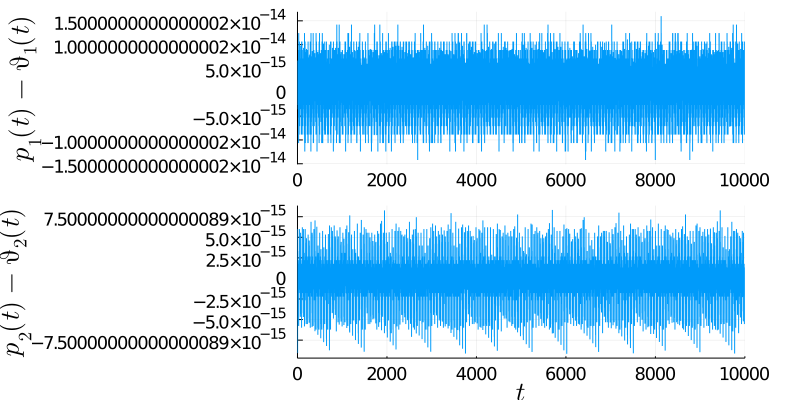 p₁(t) − ϑ₁(t)
1.5000000000000002×10⁻¹⁴
1.0000000000000002×10⁻¹⁴
5.0×10⁻¹⁵
0
−5.0×10⁻¹⁵
−1.0000000000000002×10⁻¹⁴
−1.5000000000000002×10⁻¹⁴
0 2000 4000 6000 8000 10000
p₂(t) − ϑ₂(t)
7.500000000000000089×10⁻¹⁵
5.0×10⁻¹⁵
2.5×10⁻¹⁵
0
−2.5×10⁻¹⁵
−5.0×10⁻¹⁵
−7.500000000000000089×10⁻¹⁵
0 2000 4000 6000 8000 10000
t